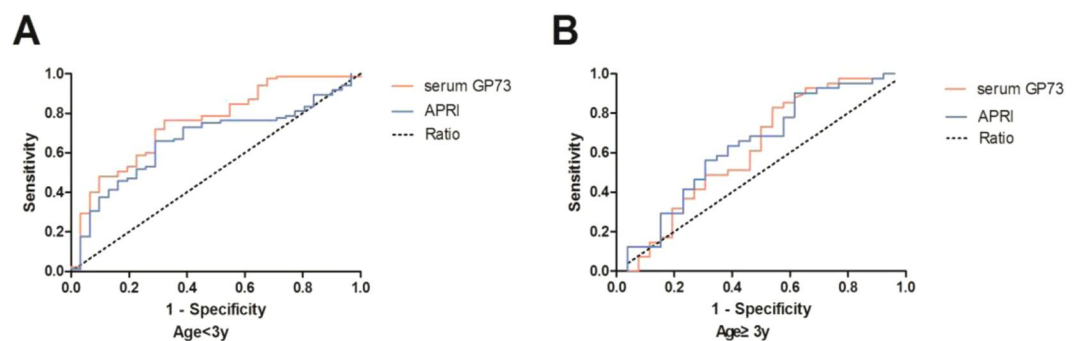 A
1.0
0.8
0.6
0.4
0.2
0.0
Sensitivity
0.0 0.2 0.4 0.6 0.8 1.0
1 - Specificity
Age<3y
serum GP73
APRI
Ratio
B
1.0
0.8
0.6
0.4
0.2
0.0
Sensitivity
0.0 0.2 0.4 0.6 0.8 1.0
1 - Specificity
Age≥ 3y
serum GP73
APRI
Ratio